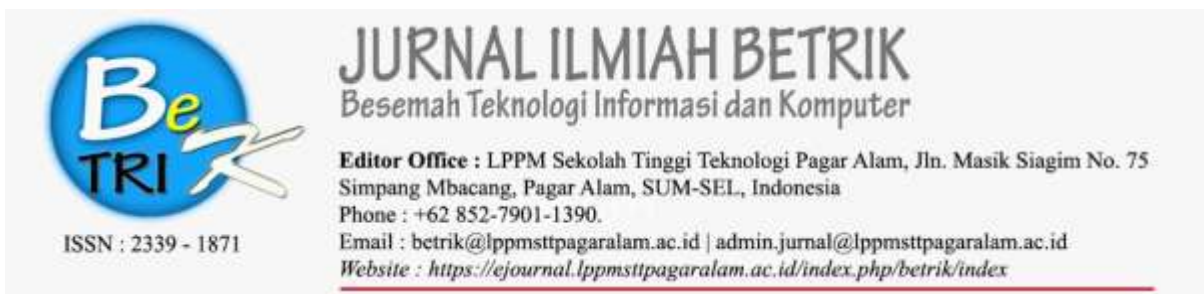 Be
TRI
K
ISSN : 2339 - 1871
JURNAL ILMIAH BETRIK
Besemah Teknologi Informasi dan Komputer
Editor Office : LPPM Sekolah Tinggi Teknologi Pagar Alam, Jln. Masik Siagim No. 75
Simpang Mbacang, Pagar Alam, SUM-SEL, Indonesia
Phone : +62 852-7901-1390.
Email : betrik@lppmsttpagaralam.ac.id | admin.jurnal@lppmsttpagaralam.ac.id
Website : https://ejournal.lppmsttpagaralam.ac.id/index.php/betrik/index